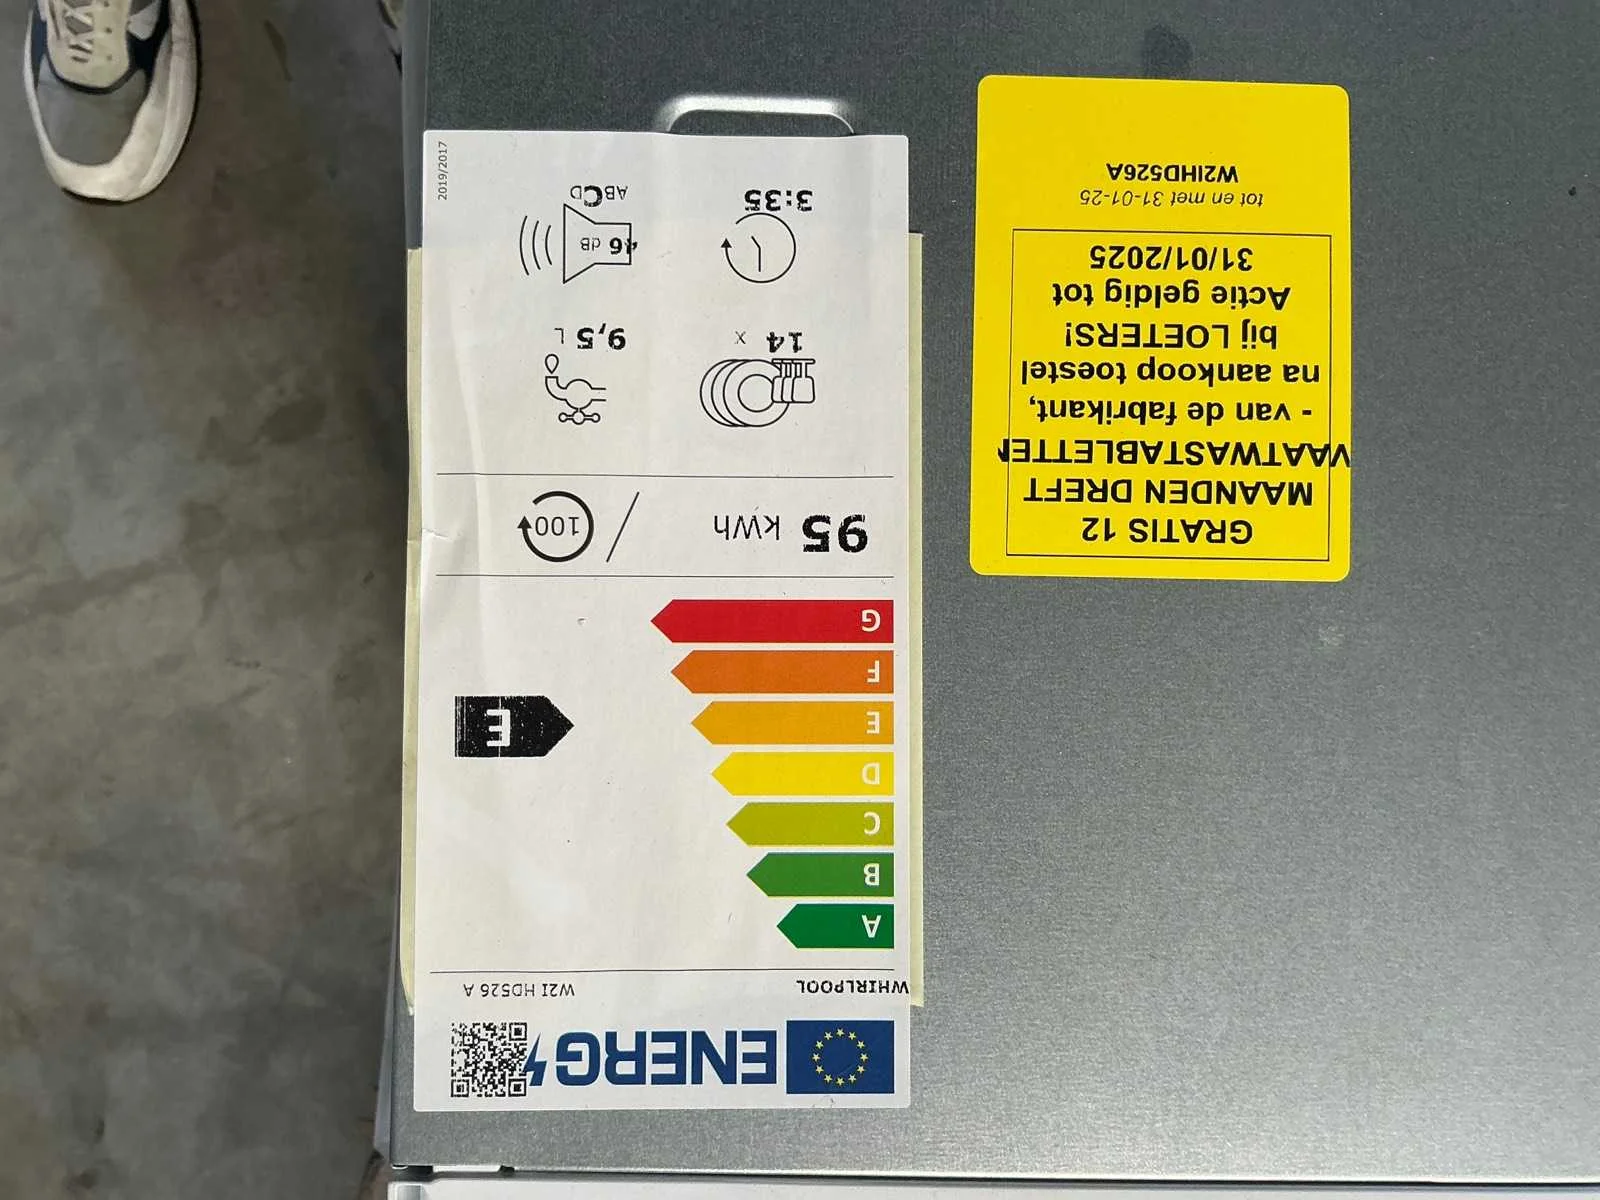 ENERG
WHIRLPOOL
W2I HD526 A
A
B
C
D
E
F
G
E
95 kWh / 100
14 x
9,5 L
3:35
46 dB
ABCD
2019/2017
GRATIS 12
MAANDEN DREFT
VAATWASTABLETTEN
- van de fabrikant,
na aankoop toestel
bij LOETERS!
Actie geldig tot
31/01/2025
tot en met 31-01-25
W2IHD526A